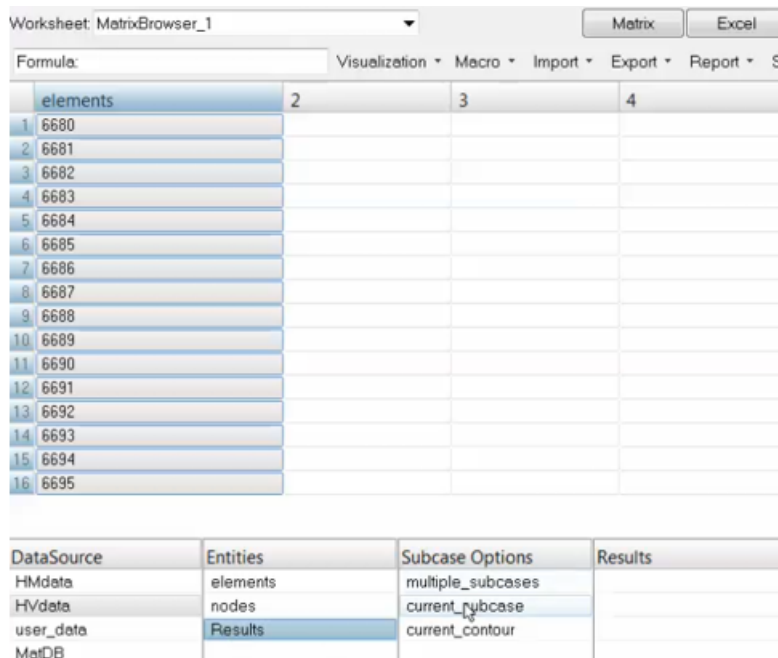 Worksheet: MatrixBrowser_1 Matrix Excel
Formula: Visualization Macro Import Export Report S
elements 2 3 4
1 6680
2 6681
3 6682
4 6683
5 6684
6 6685
7 6686
8 6687
9 6688
10 6689
11 6690
12 6691
13 6692
14 6693
15 6694
16 6695
DataSource Entities Subcase Options Results
HMdata elements multiple_subcases
HVdata nodes current_subcase
user_data Results current_contour
MatDB